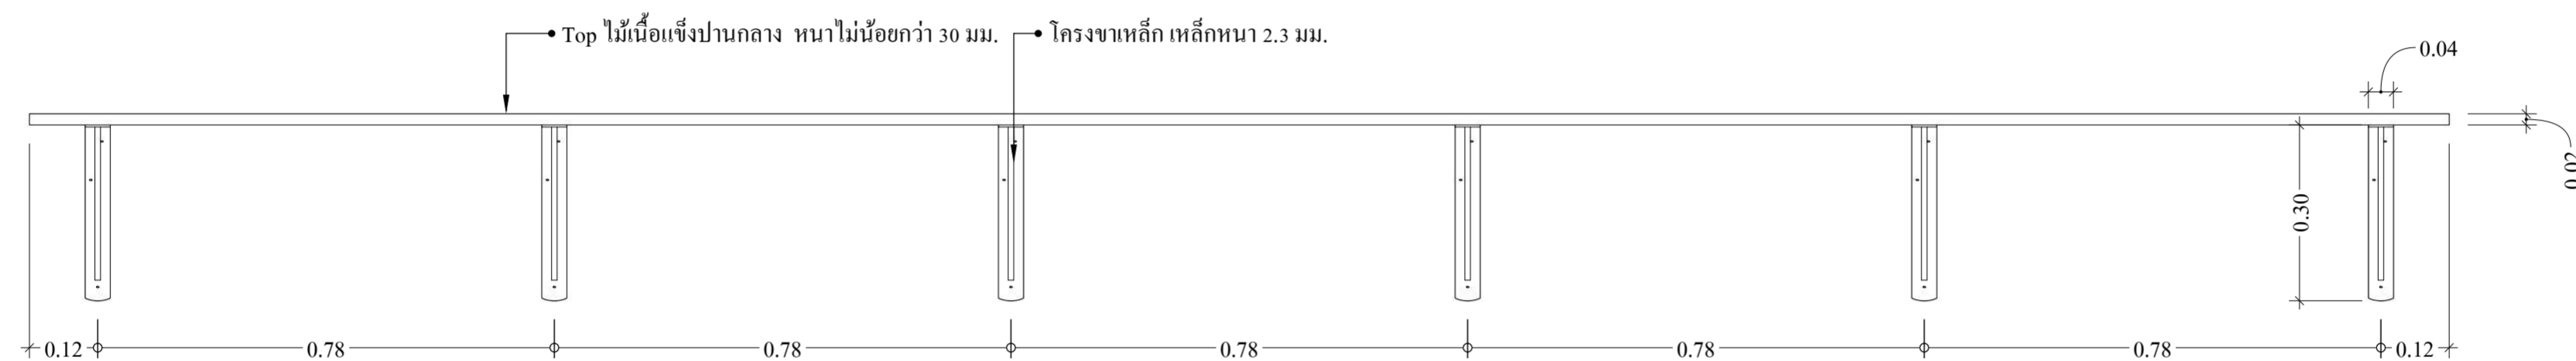 Top ไม้เนื้อแข็งปานกลาง หนาไม่น้อยกว่า 30 มม.
โครงขาเหล็ก เหล็กหนา 2.3 มม.
0.04
0.02
0.30
0.12 0.78 0.78 0.78 0.78 0.78 0.12